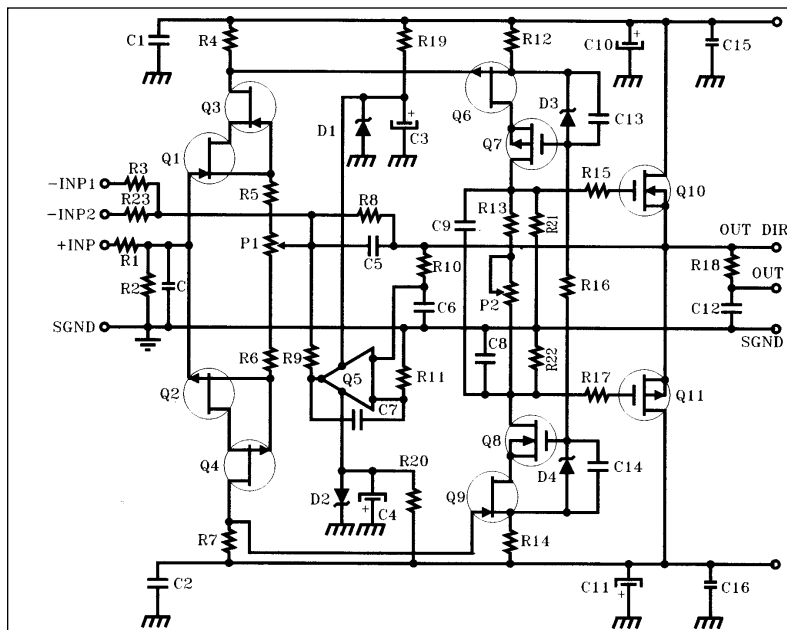 C1
R4
R19
R12
C10
C15
Q3
Q6
D3
C13
D1
C3
Q7
Q1
-INP1
R3
R5
R8
R15
Q10
-INP2
R23
C9
R13
R21
+INP
R1
P1
C5
OUT DIR
R10
R18
OUT
R2
C
P2
R16
C6
C12
SGND
SGND
R6
R9
Q5
R11
C8
R22
R17
Q2
C7
Q11
Q8
Q4
R20
D4
C14
D2
C4
Q9
R7
R14
C2
C11
C16